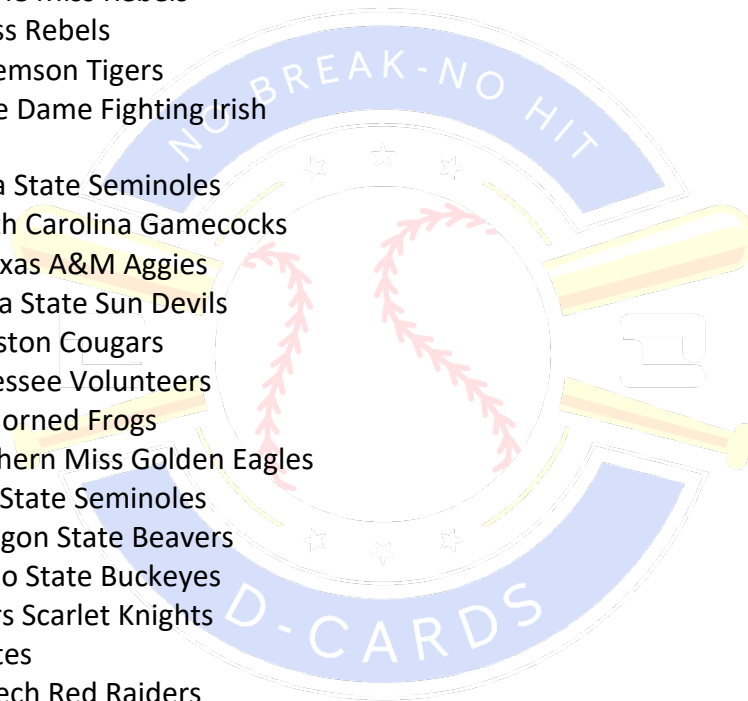 ss Rebels
emson Tigers
e Dame Fighting Irish
a State Seminoles
th Carolina Gamecocks
xas A&M Aggies
a State Sun Devils
ston Cougars
essee Volunteers
orned Frogs
hern Miss Golden Eagles
State Seminoles
gon State Beavers
o State Buckeyes
rs Scarlet Knights
tes
ech Red Raiders
NO BREAK-NO HIT
D-CARDS